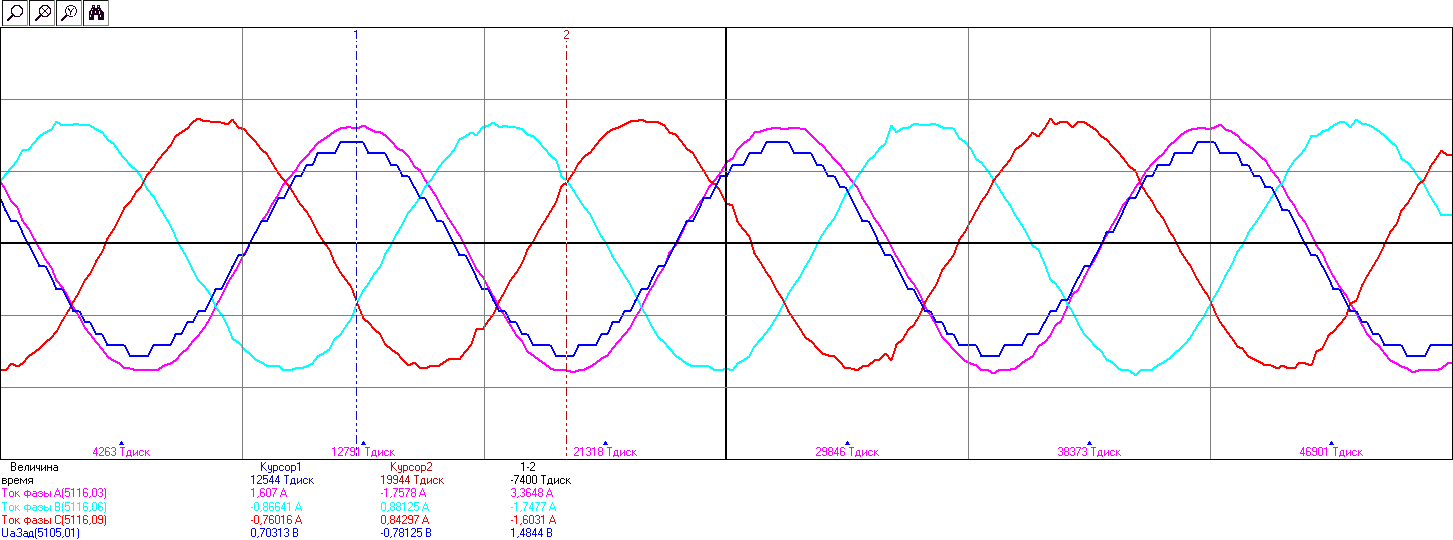 1 2
4263 Тдиск 12791 Тдиск 21318 Тдиск 29846 Тдиск 38373 Тдиск 46901 Тдиск
Величина Курсор1 Курсор2 1-2
время 12544 Тдиск 19944 Тдиск -7400 Тдиск
Ток фазы А(5116,03) 1,607 А -1,7578 А 3,3648 А
Ток фазы В(5116,06) -0,86641 А 0,88125 А -1,7477 А
Ток фазы С(5116,09) -0,76016 А 0,84297 А -1,6031 А
UaЗад(5105,01) 0,70313 В -0,78125 В 1,4844 В